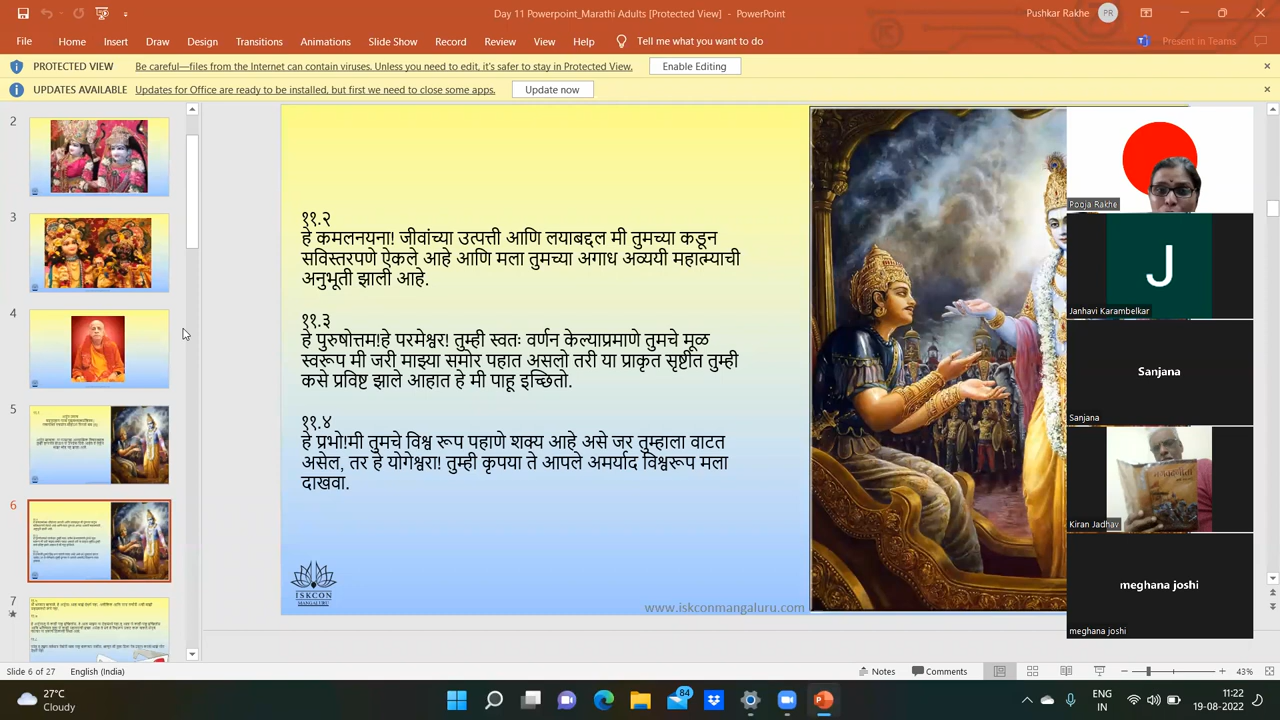 Day 11 Powerpoint_Marathi Adults [Protected View] - PowerPoint
Pushkar Rakhe
PR
File Home Insert Draw Design Transitions Animations Slide Show Record Review View Help Tell me what you want to do
Present in Teams
PROTECTED VIEW Be careful—files from the Internet can contain viruses. Unless you need to edit, it's safer to stay in Protected View. Enable Editing
UPDATES AVAILABLE Updates for Office are ready to be installed, but first we need to close some apps. Update now
2
3
4
5
6
११.२
हे कमलनयना! जीवांच्या उत्पत्ती आणि लयाबद्दल मी तुमच्या कडून
सविस्तरपणे ऐकले आहे आणि मला तुमच्या अगाध अव्ययी महात्म्याची
अनुभूती झाली आहे.
११.३
हे पुरुषोत्तम!हे परमेश्वर! तुम्ही स्वतः वर्णन केल्याप्रमाणे तुमचे मूळ
स्वरूप मी जरी माझ्या समोर पहात असलो तरी या प्राकृत सृष्टीत तुम्ही
कसे प्रविष्ट झाले आहात हे मी पाहू इच्छितो.
११.४
हे प्रभो!मी तुमचे विश्व रूप पहाणे शक्य आहे असे जर तुम्हाला वाटत
असेल, तर हे योगेश्वरा! तुम्ही कृपया ते आपले अमर्याद विश्वरूप मला
दाखवा.
ISKCON
MANGALURU
www.iskconmangaluru.com
Pooja Rakhe
J
Janhavi Karambelkar
Sanjana
Sanjana
Kiran Jadhav
meghana joshi
meghana joshi
Slide 6 of 27 English (India)
Notes Comments 43%
27°C
Cloudy
84
ENG
IN
11:22
19-08-2022